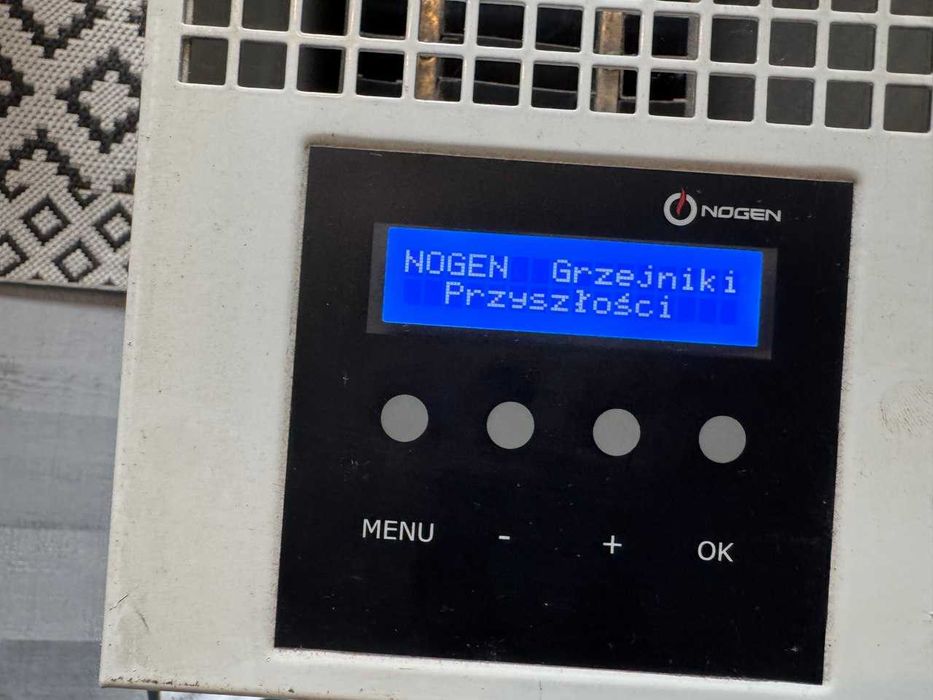 NOGEN
NOGEN Grzejniki
Przyszłości
MENU - + OK